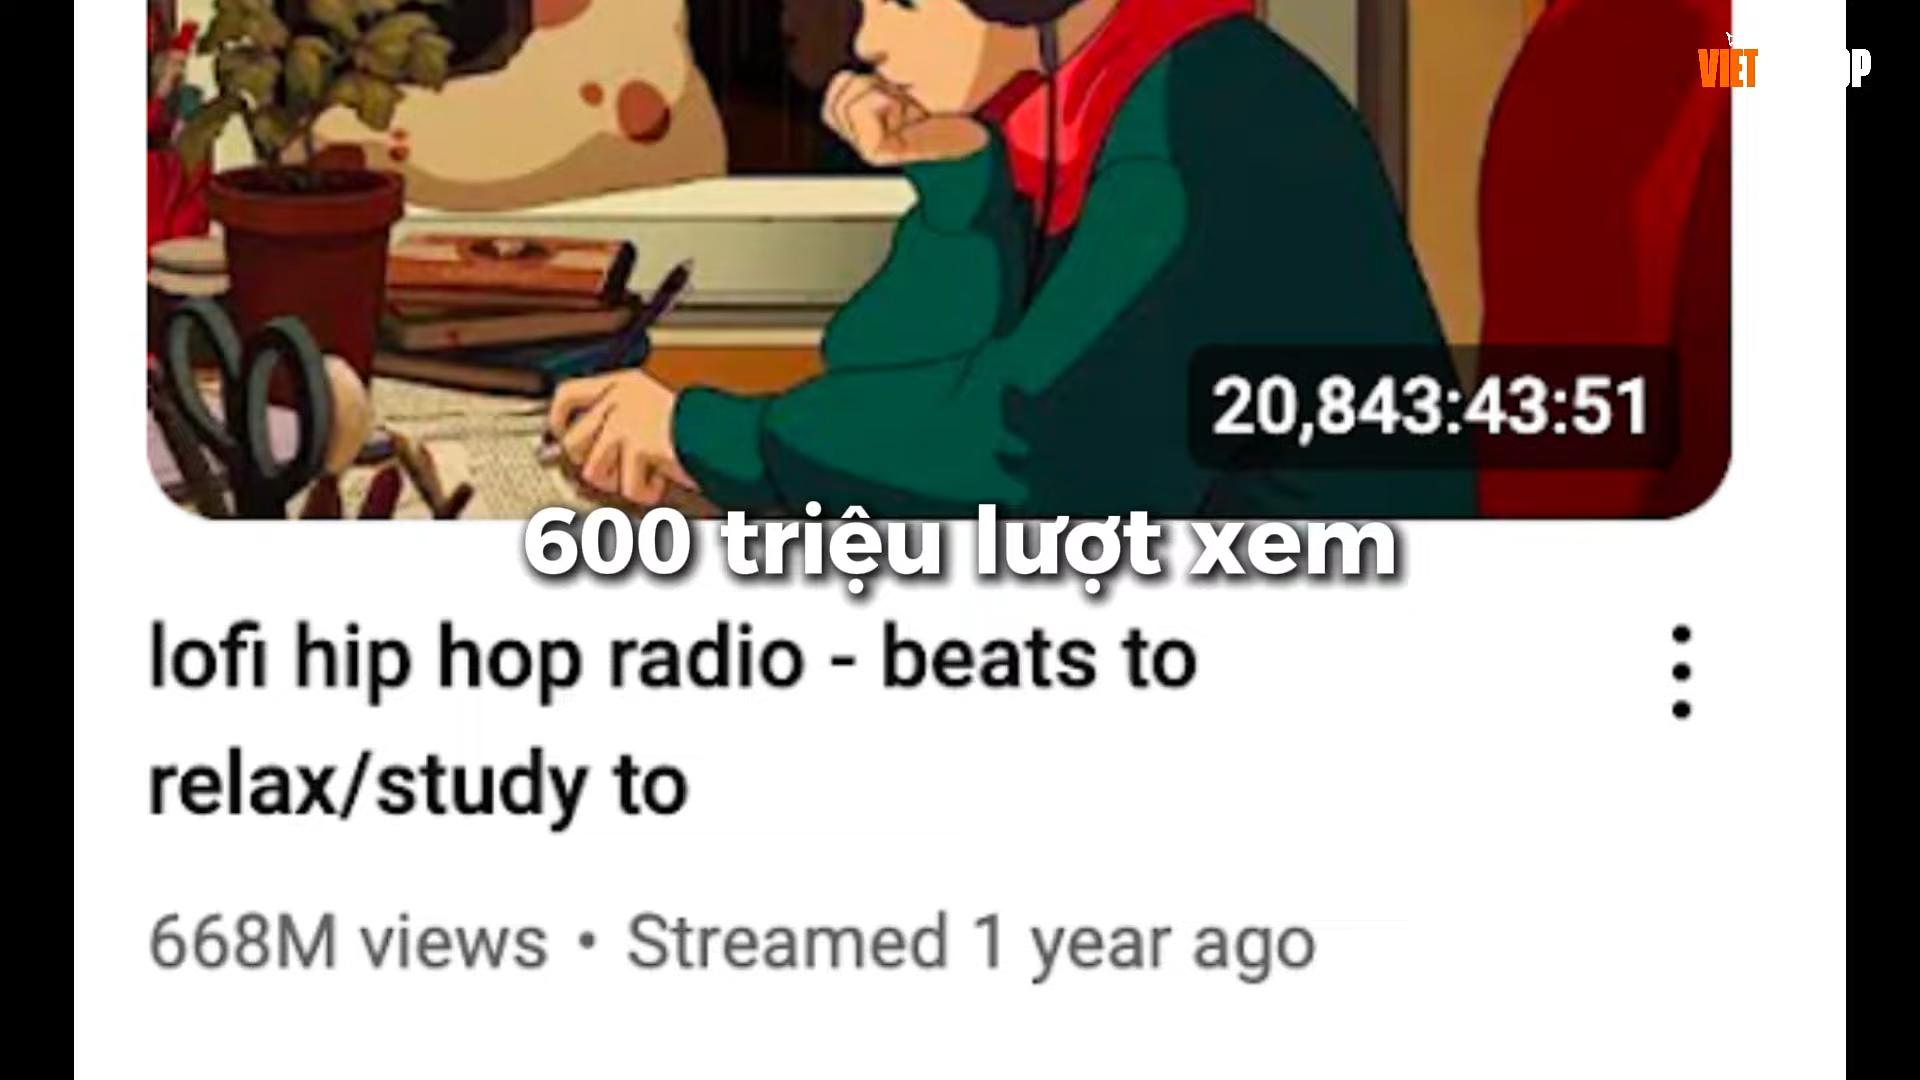 VIET
20,843:43:51
600 triệu lượt xem
lofi hip hop radio - beats to
relax/study to
668M views • Streamed 1 year ago